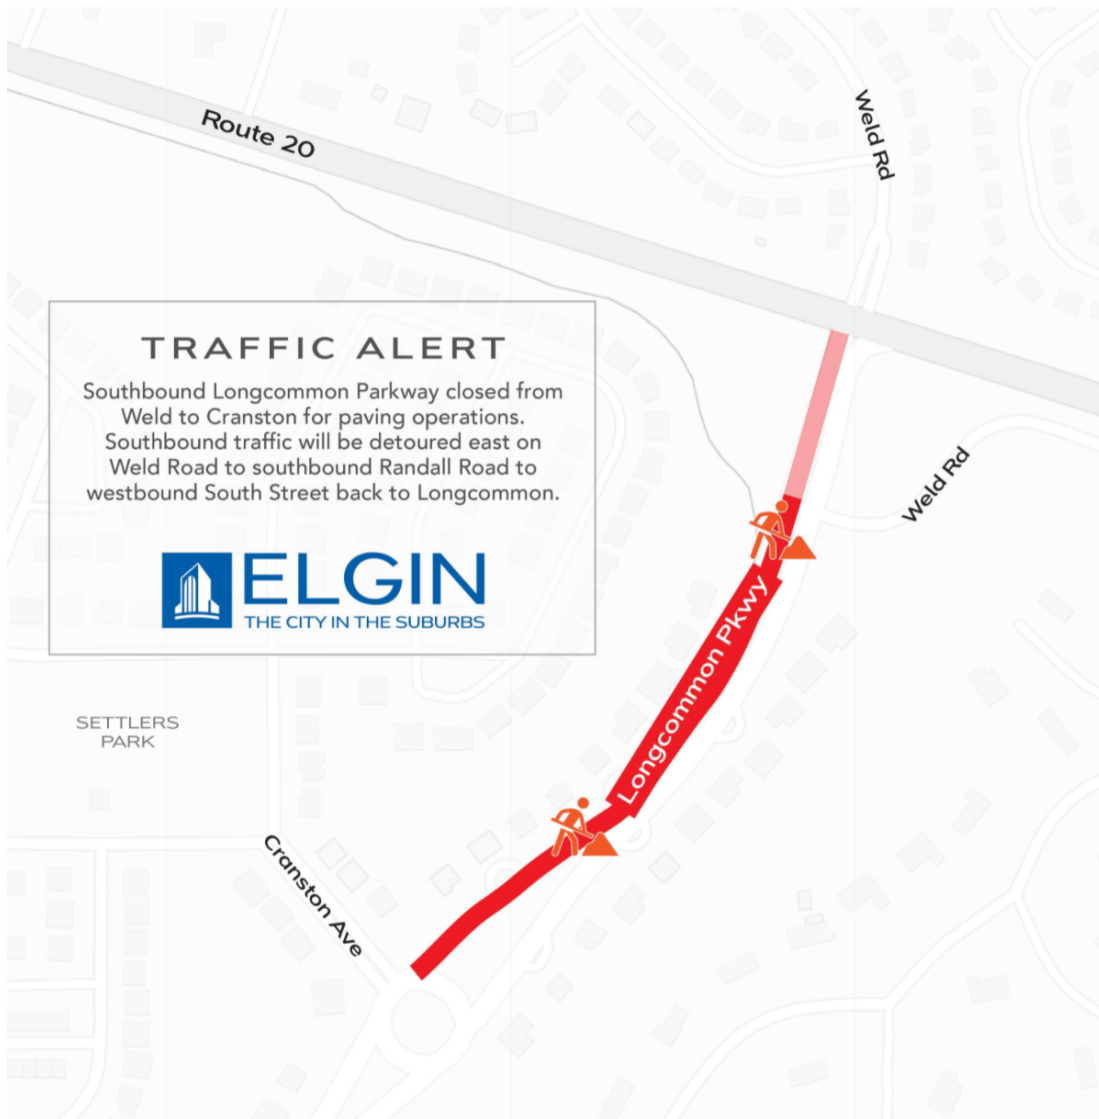 Route 20
Weld Rd
TRAFFIC ALERT
Southbound Longcommon Parkway closed from
Weld to Cranston for paving operations.
Southbound traffic will be detoured east on
Weld Road to southbound Randall Road to
westbound South Street back to Longcommon.
ELGIN
THE CITY IN THE SUBURBS
Weld Rd
Longcommon Pkwy
SETTLERS
PARK
Cranston Ave